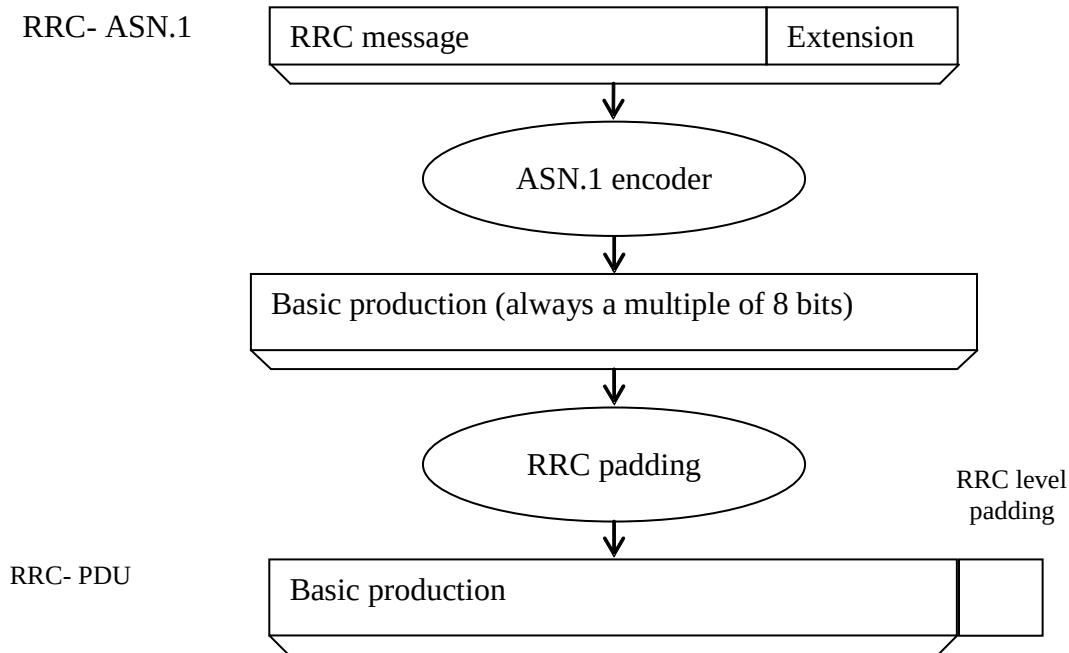 RRC- ASN.1
RRC message
Extension
ASN.1 encoder
Basic production (always a multiple of 8 bits)
RRC padding
RRC level
padding
RRC- PDU
Basic production